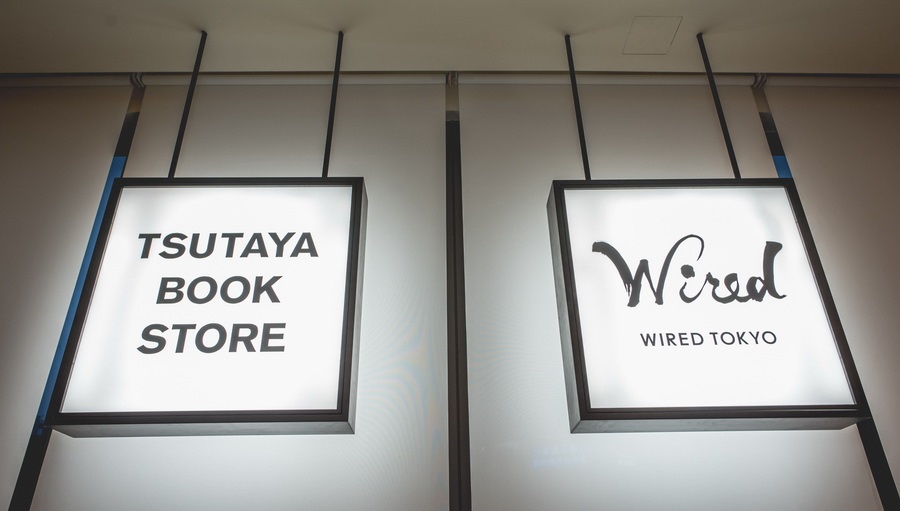 TSUTAYA
BOOK
STORE
Wired
WIRED TOKYO